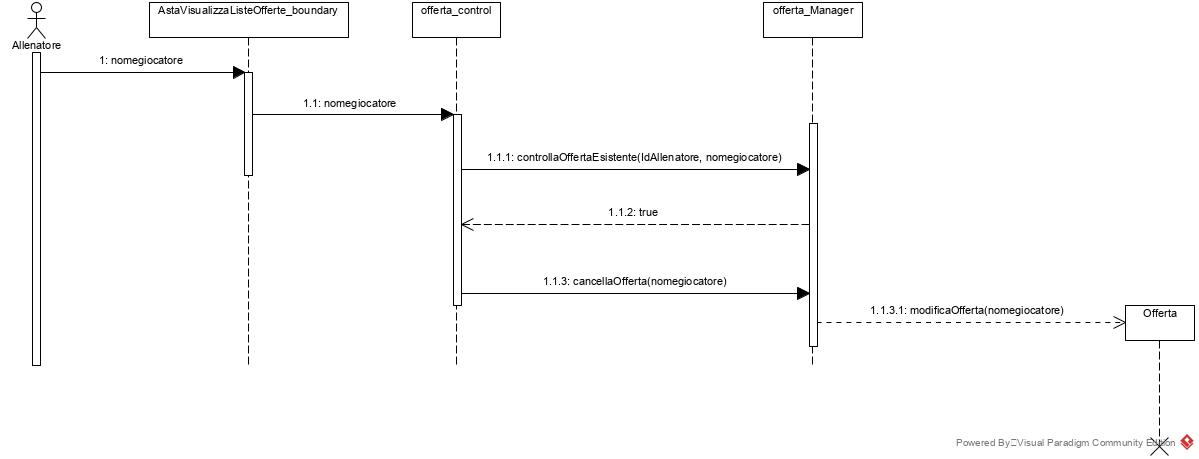 AstaVisualizzaListeOfferte_boundary
offerta_control
offerta_Manager
Allenatore
1: nomegiocatore
1.1: nomegiocatore
1.1.1: controllaOffertaEsistente(IdAllenatore, nomegiocatore)
1.1.2: true
1.1.3: cancellaOfferta(nomegiocatore)
1.1.3.1: modificaOfferta(nomegiocatore)
Offerta
Powered By Visual Paradigm Community Edition